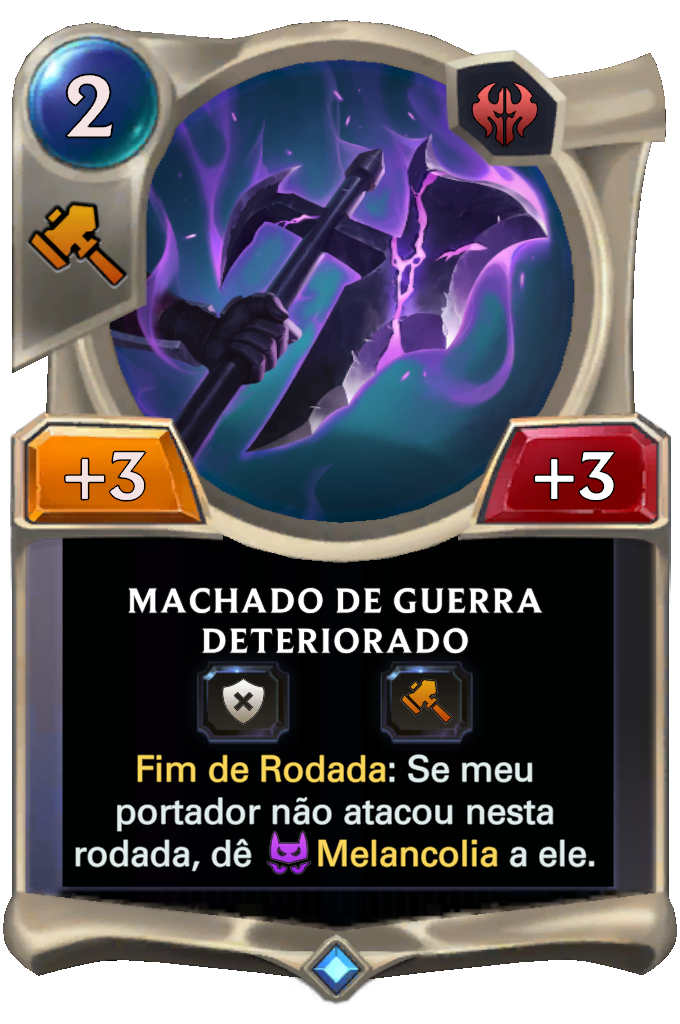 2
+3
+3
MACHADO DE GUERRA
DETERIORADO
Fim de Rodada: Se meu
portador não atacou nesta
rodada, dê Melancolia a ele.